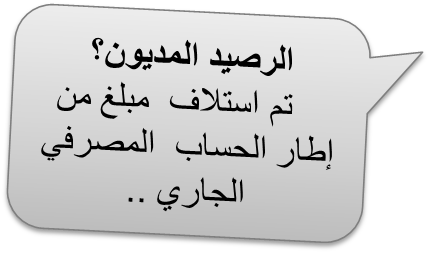 الرصيد المديون؟
تم استلاف مبلغ من
إطار الحساب المصرفي
الجاري ..